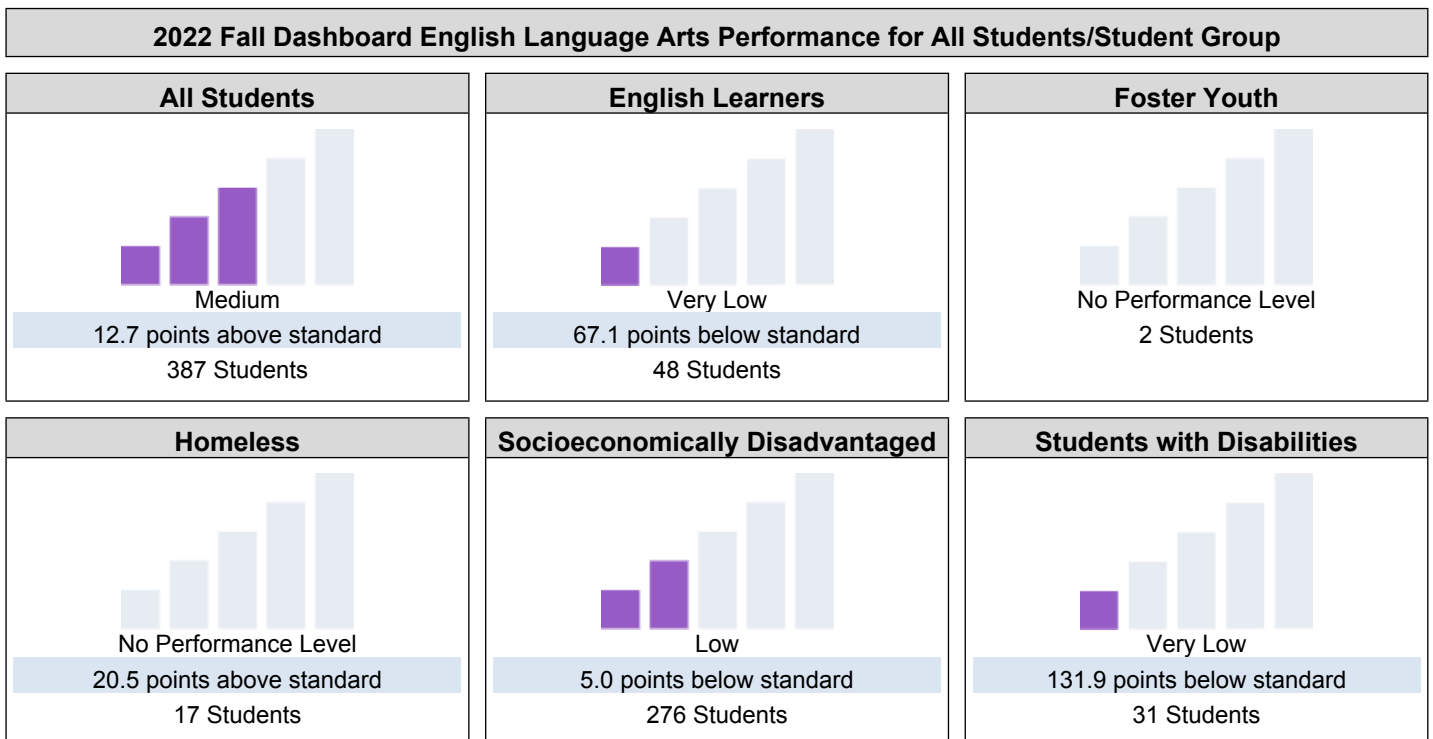 2022 Fall Dashboard English Language Arts Performance for All Students/Student Group
All Students
Medium
12.7 points above standard
387 Students
English Learners
Very Low
67.1 points below standard
48 Students
Foster Youth
No Performance Level
2 Students
Homeless
No Performance Level
20.5 points above standard
17 Students
Socioeconomically Disadvantaged
Low
5.0 points below standard
276 Students
Students with Disabilities
Very Low
131.9 points below standard
31 Students